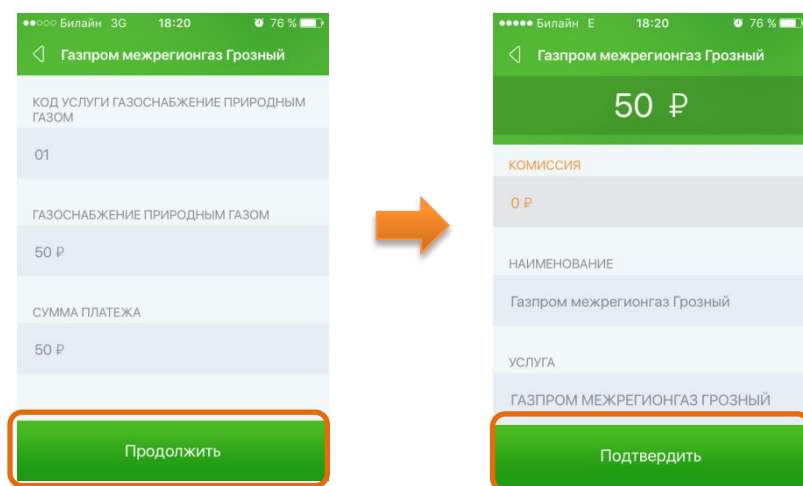 Билайн 3G 18:20 76 %
Газпром межрегионгаз Грозный
КОД УСЛУГИ ГАЗОСНАБЖЕНИЕ ПРИРОДНЫМ
ГАЗОМ
01
ГАЗОСНАБЖЕНИЕ ПРИРОДНЫМ ГАЗОМ
50 ₽
СУММА ПЛАТЕЖА
50 ₽
Продолжить
Билайн E 18:20 76 %
Газпром межрегионгаз Грозный
50 ₽
КОМИССИЯ
0 ₽
НАИМЕНОВАНИЕ
Газпром межрегионгаз Грозный
УСЛУГА
ГАЗПРОМ МЕЖРЕГИОНГАЗ ГРОЗНЫЙ
Подтвердить